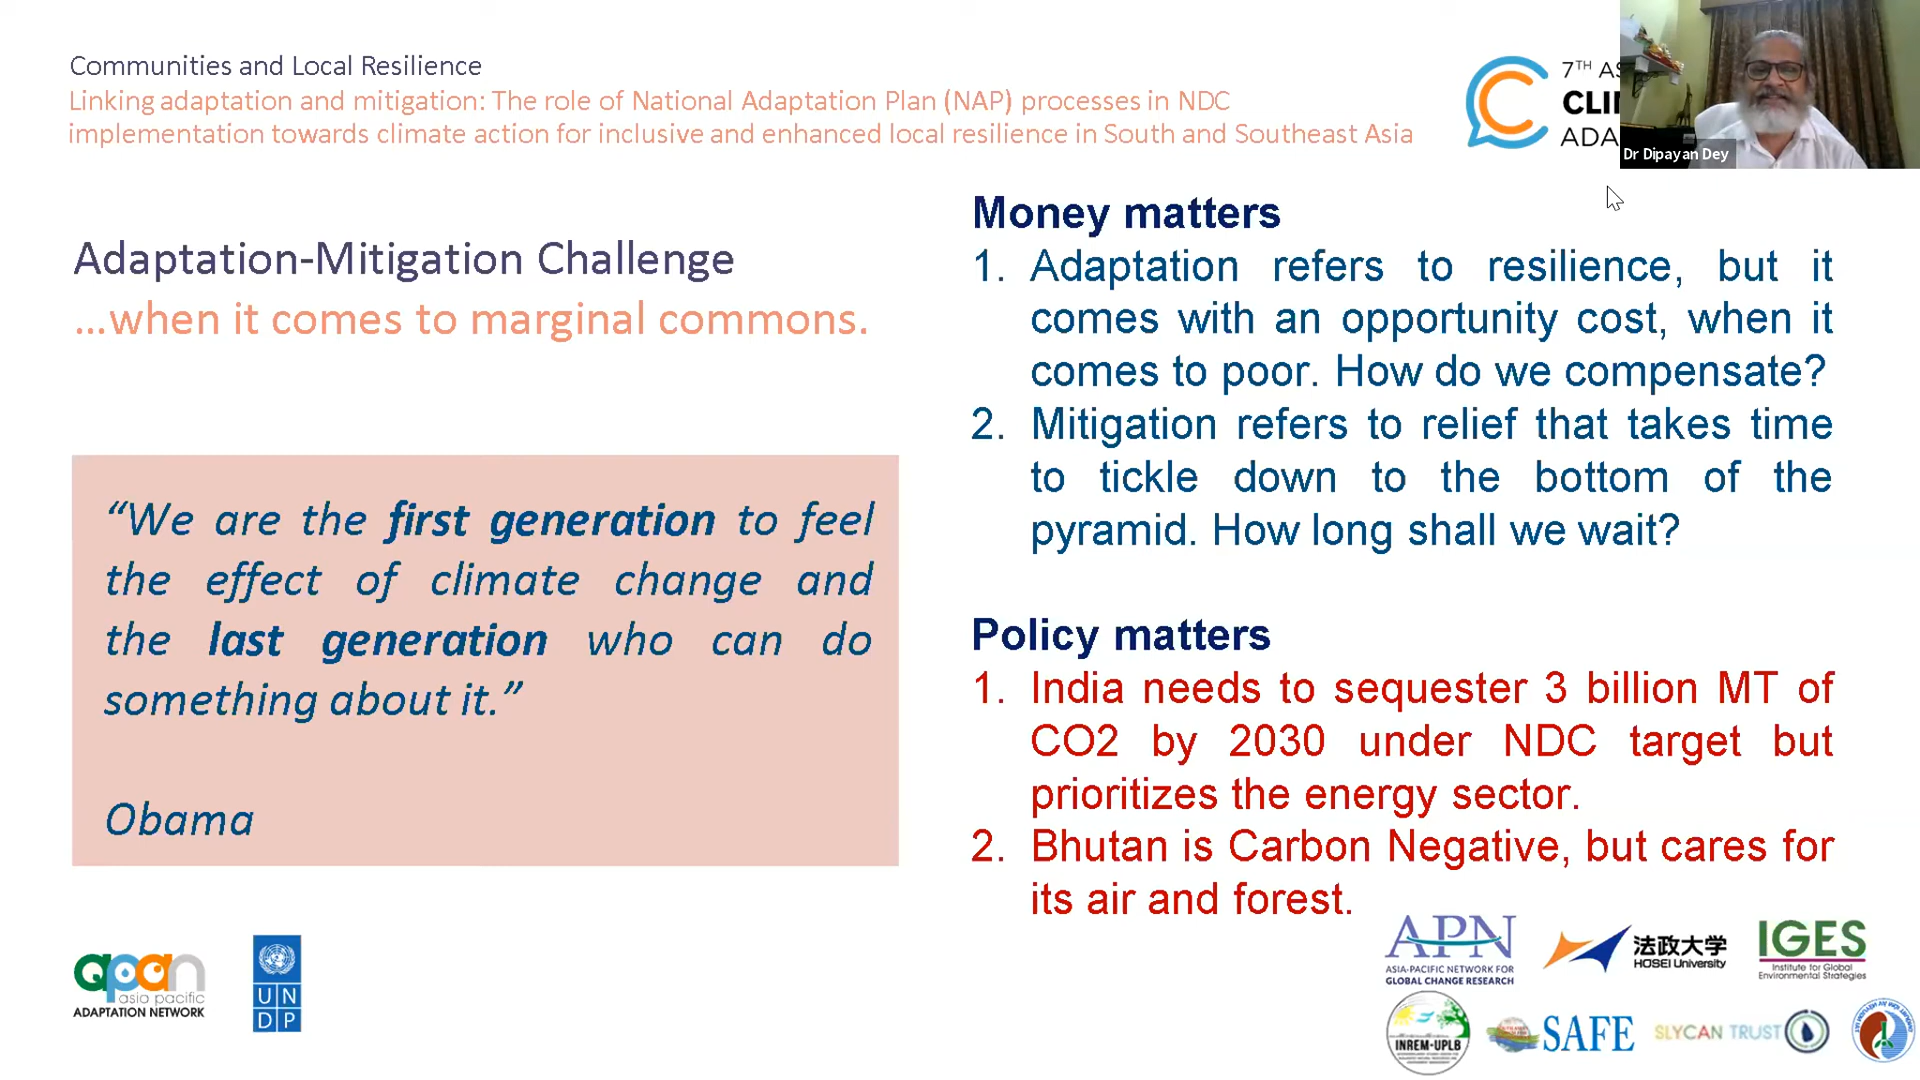 Communities and Local Resilience
Linking adaptation and mitigation: The role of National Adaptation Plan (NAP) processes in NDC
implementation towards climate action for inclusive and enhanced local resilience in South and Southeast Asia
7TH AS
CLI
ADA
Dr Dipayan Dey
Adaptation-Mitigation Challenge
...when it comes to marginal commons.
“We are the first generation to feel
the effect of climate change and
the last generation who can do
something about it.”
Obama
Money matters
1. Adaptation refers to resilience, but it
comes with an opportunity cost, when it
comes to poor. How do we compensate?
2. Mitigation refers to relief that takes time
to tickle down to the bottom of the
pyramid. How long shall we wait?
Policy matters
1. India needs to sequester 3 billion MT of
CO2 by 2030 under NDC target but
prioritizes the energy sector.
2. Bhutan is Carbon Negative, but cares for
its air and forest.
apan
asia pacific
ADAPTATION NETWORK
UN
DP
APN
ASIA-PACIFIC NETWORK FOR
GLOBAL CHANGE RESEARCH
法政大学
HOSEI University
IGES
Institute for Global
Environmental Strategies
INREM-UPLB
SAFE
SLYCAN TRUST